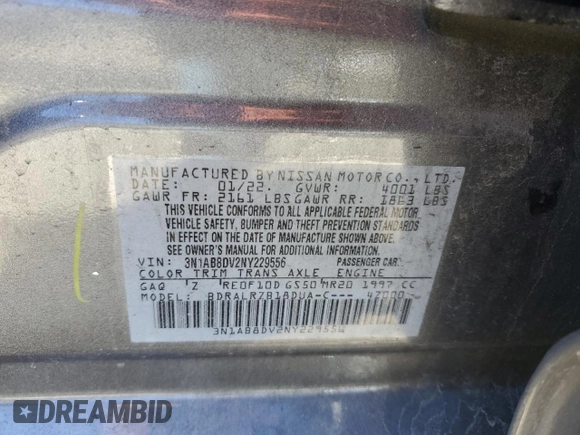 MANUFACTURED BY NISSAN MOTOR CO., LTD.
DATE: 01/22. GVWR: 4001 LBS
GAWR FR: 2161 LBS GAWR RR: 1863 LBS
THIS VEHICLE CONFORMS TO ALL APPLICABLE FEDERAL MOTOR
VEHICLE SAFETY, BUMPER AND THEFT PREVENTION STANDARDS
IN EFFECT ON THE DATE OF MANUFACTURE SHOWN ABOVE.
SEE OWNER'S MANUAL FOR ADDITIONAL INFORMATION.
VIN: 3N1AB8DV2NY229556 PASSENGER CAR
COLOR TRIM TRANS AXLE ENGINE
GAQ Z RE0F10D GS50 MR20 1997 CC
MODEL: BDRALRZB18DUA-C--- 47000
3N1AB8DV2NY229556
DREAMBID